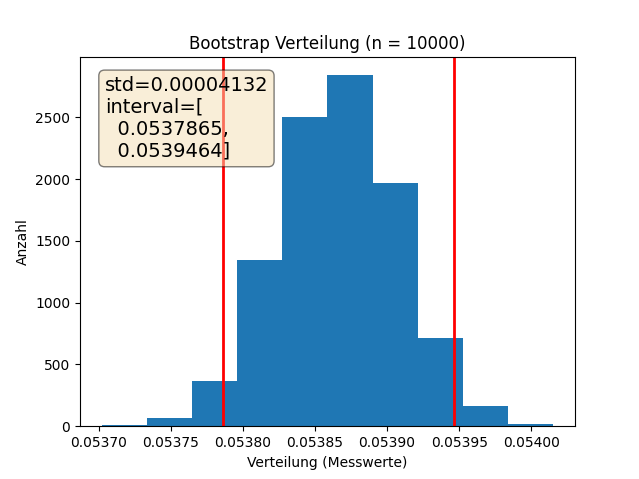 Bootstrap Verteilung (n = 10000)
std=0.00004132
interval=[
0.0537865,
0.0539464]
2500
2000
1500
1000
500
0
Anzahl
0.05370 0.05375 0.05380 0.05385 0.05390 0.05395 0.05400
Verteilung (Messwerte)